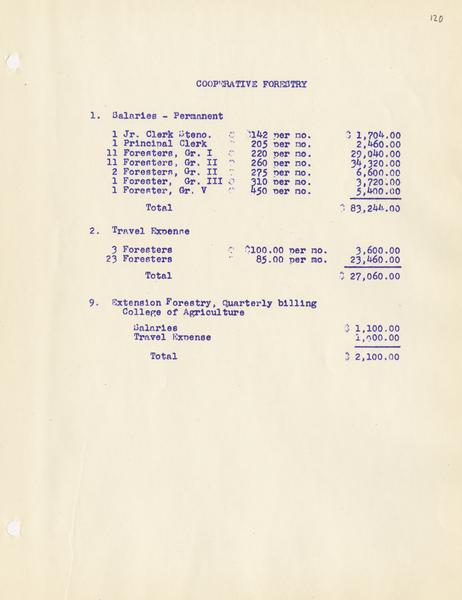 120
COOPERATIVE FORESTRY
1. Salaries - Permanent
1 Jr. Clerk Steno. @ $142 per mo. $ 1,704.00
1 Principal Clerk " 205 per mo. 2,460.00
11 Foresters, Gr. I " 220 per mo. 29,040.00
11 Foresters, Gr. II " 260 per mo. 34,320.00
2 Foresters, Gr. II " 275 per mo. 6,600.00
1 Forester, Gr. III @ 310 per mo. 3,720.00
1 Forester, Gr. V " 450 per mo. 5,400.00
Total $ 83,244.00
2. Travel Expense
3 Foresters @ $100.00 per mo. 3,600.00
23 Foresters " 85.00 per mo. 23,460.00
Total $ 27,060.00
9. Extension Forestry, Quarterly billing
College of Agriculture
Salaries $ 1,100.00
Travel Expense 1,000.00
Total $ 2,100.00